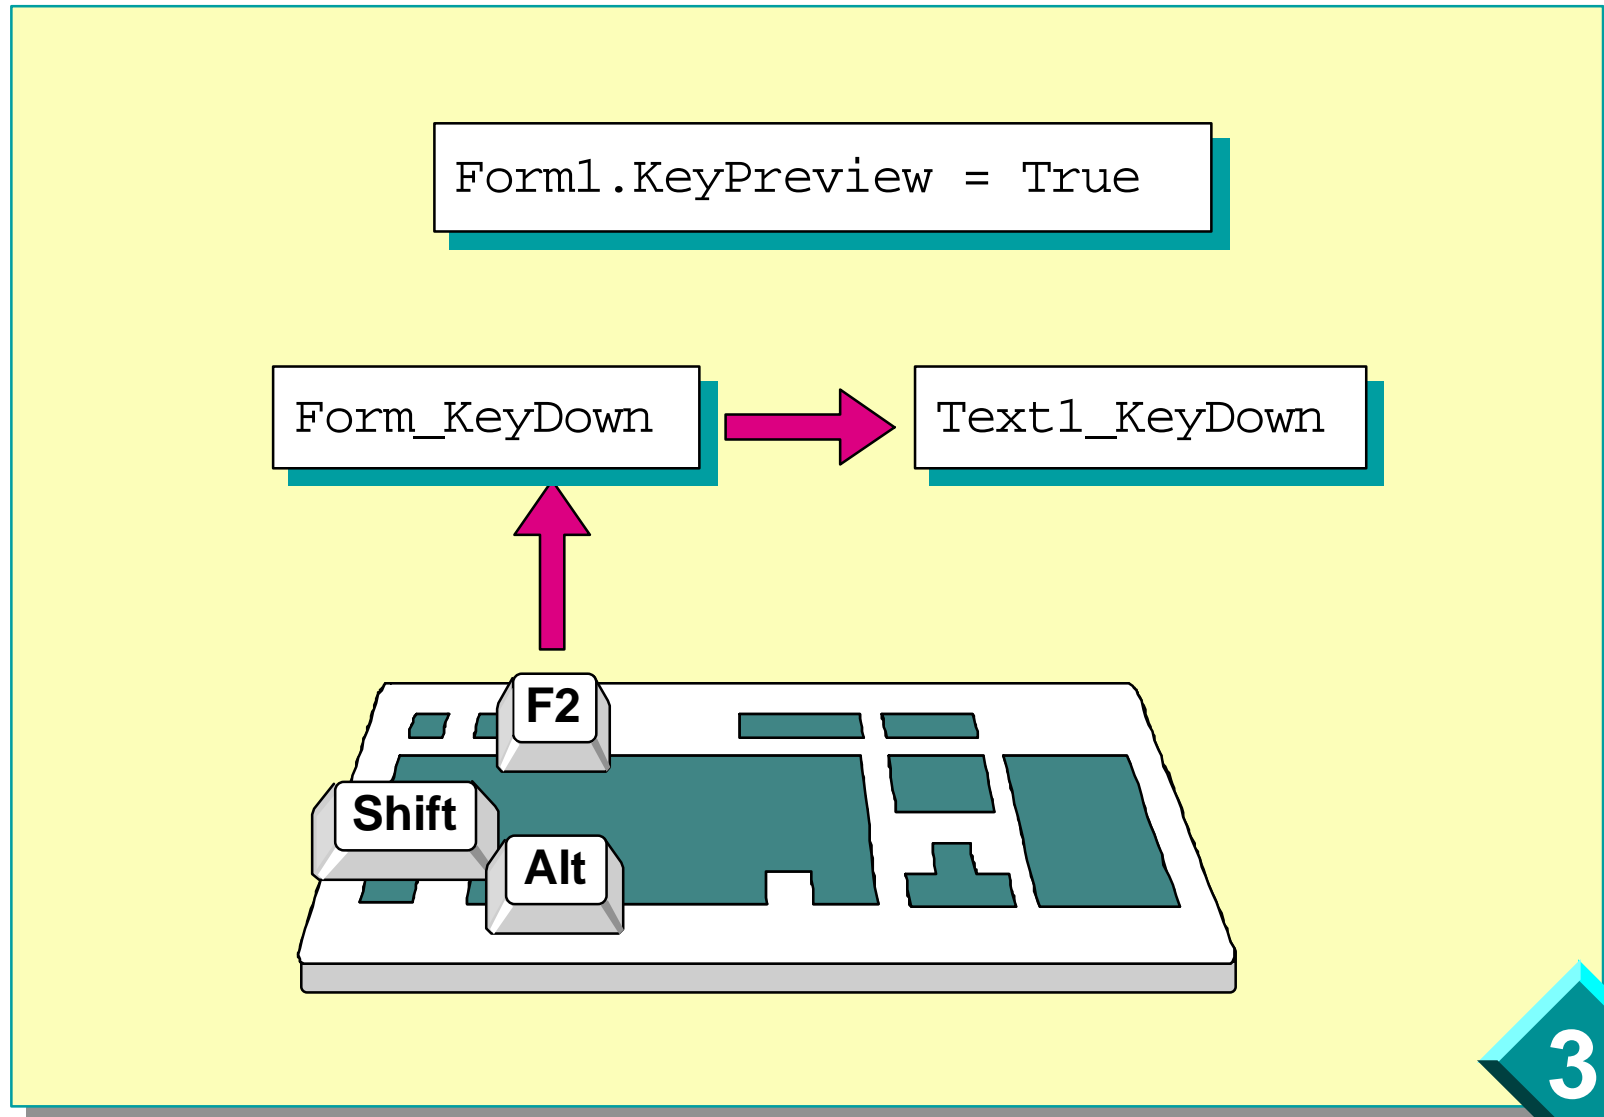 Form1.KeyPreview = True
Form_KeyDown
Text1_KeyDown
F2
Shift
Alt
3